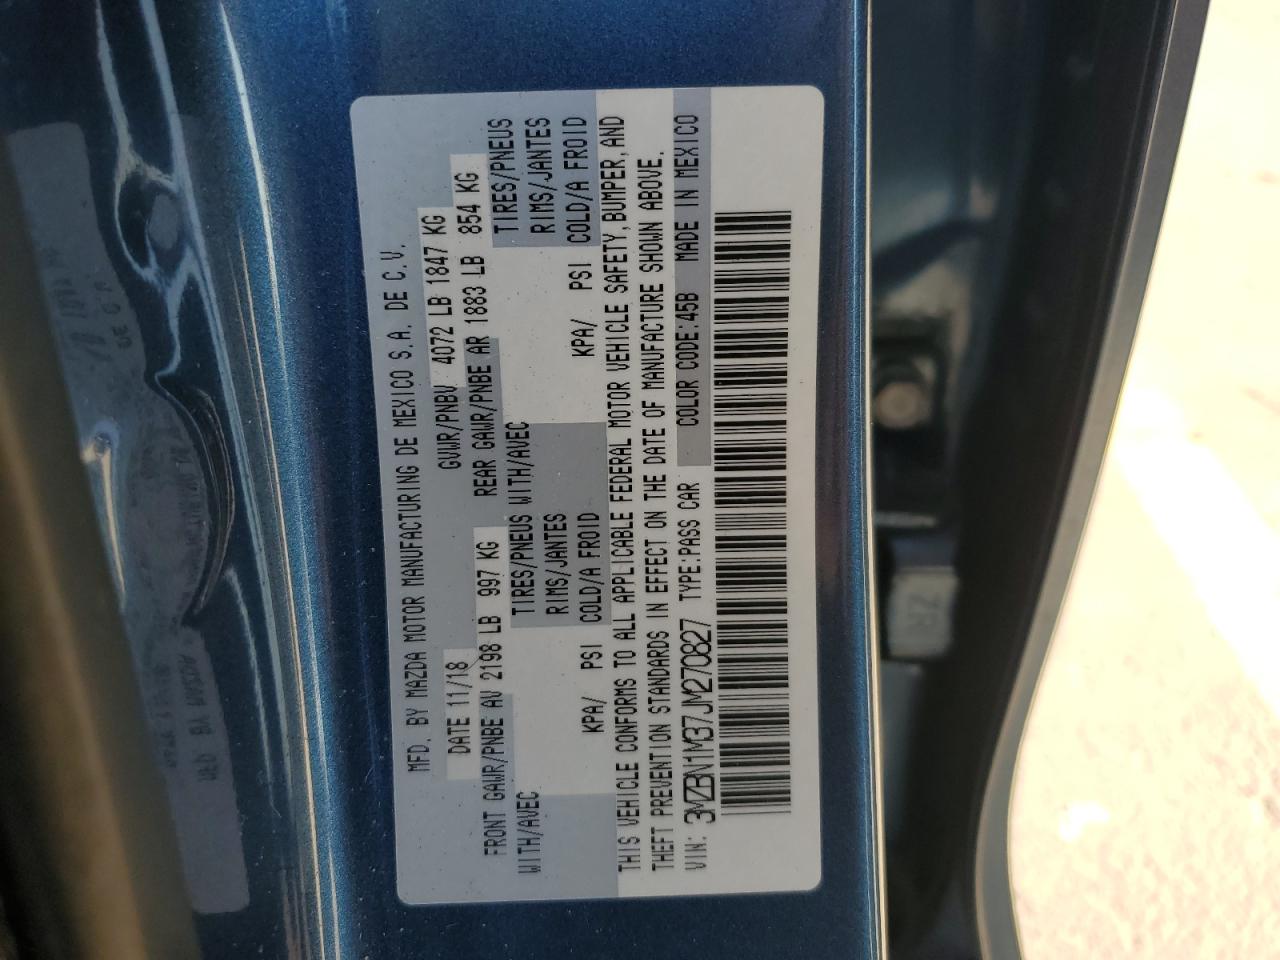 MFD. BY MAZDA MOTOR MANUFACTURING DE MEXICO S.A. DE C.V.
DATE 11/18 GVWR/PNBV 4072 LB 1847 KG
FRONT GAWR/PNBE AV 2198 LB 997 KG REAR GAWR/PNBE AR 1883 LB 854 KG
WITH/AVEC TIRES/PNEUS WITH/AVEC TIRES/PNEUS
RIMS/JANTES RIMS/JANTES
KPA/ PSI COLD/A FROID KPA/ PSI COLD/A FROID
THIS VEHICLE CONFORMS TO ALL APPLICABLE FEDERAL MOTOR VEHICLE SAFETY, BUMPER, AND
THEFT PREVENTION STANDARDS IN EFFECT ON THE DATE OF MANUFACTURE SHOWN ABOVE.
VIN: 3MZBN1M37JM270827 TYPE:PASS CAR COLOR CODE:45B MADE IN MEXICO
ZR